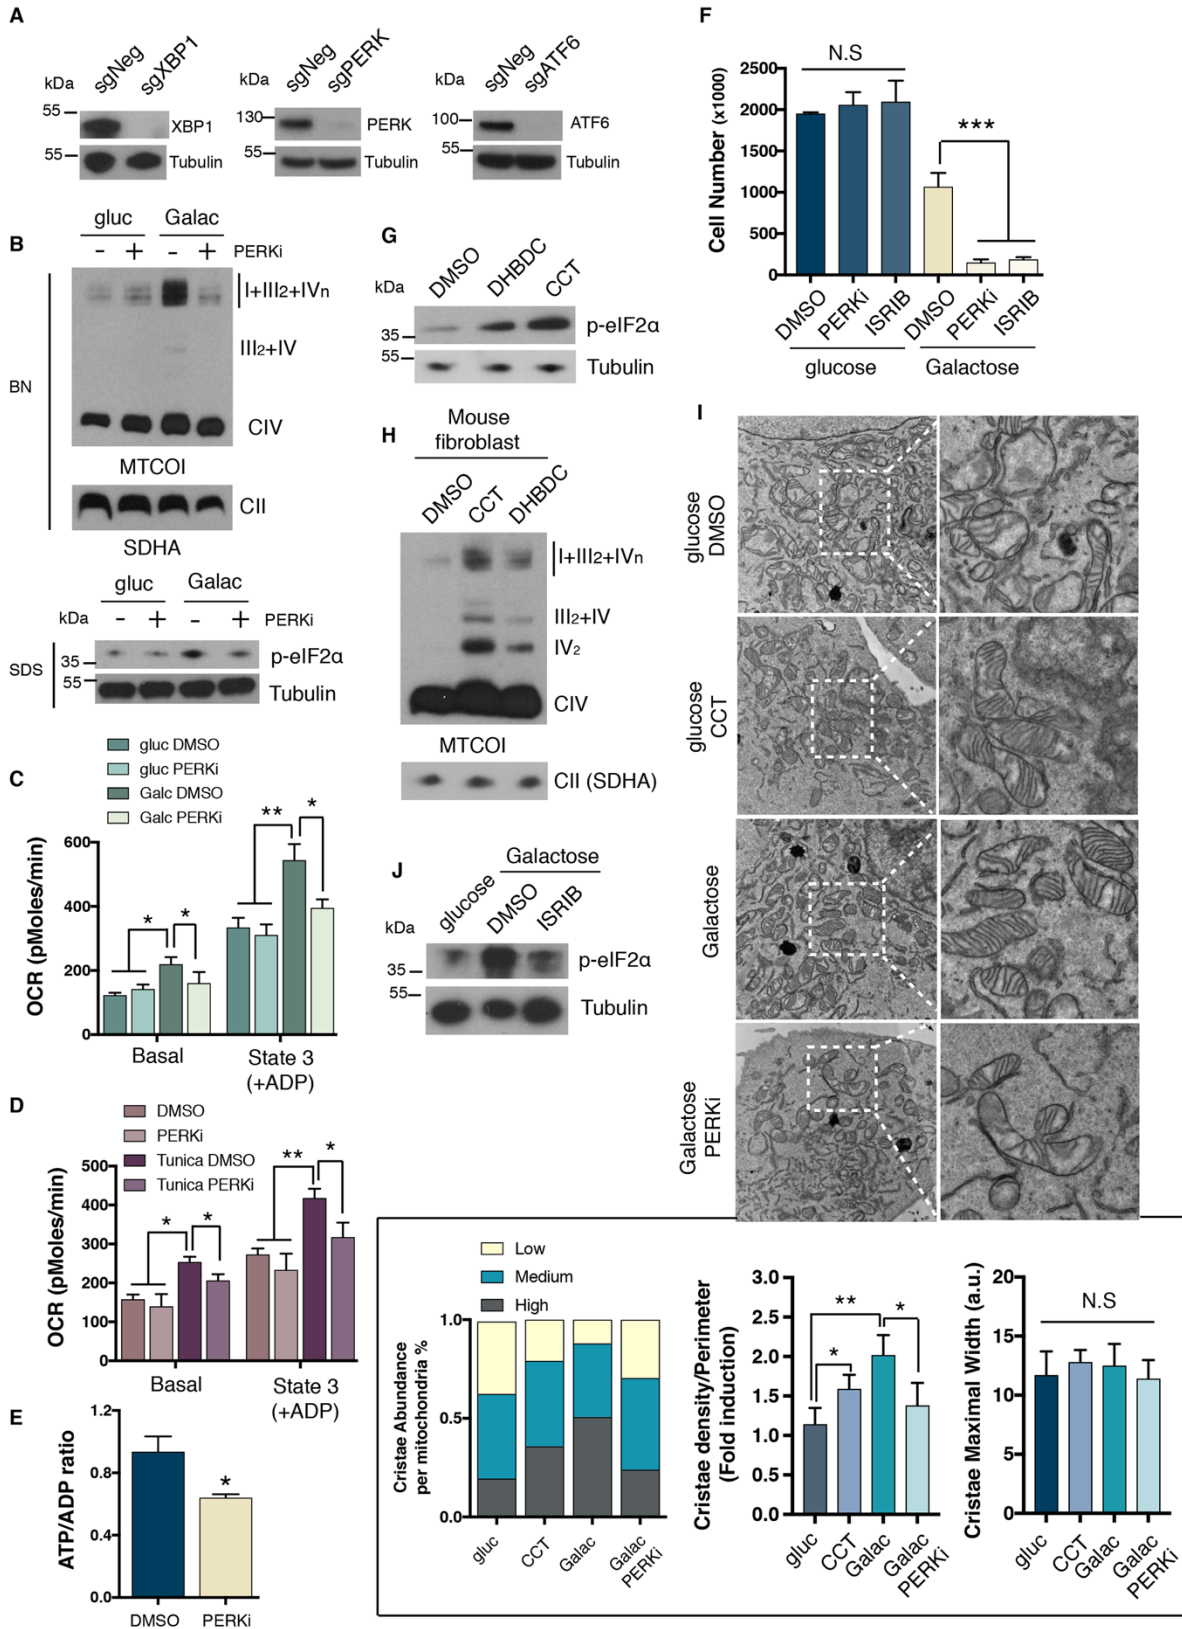 A
kDa
sgNeg
sgXBP1
55
XBP1
55
Tubulin
kDa
sgNeg
sgPERK
130
PERK
55
Tubulin
kDa
sgNeg
sgATF6
100
ATF6
55
Tubulin
B
gluc Galac
- + - + PERKi
BN
I+III2+IVn
III2+IV
CIV
MTCOI
CII
SDHA
gluc Galac
kDa - + - + PERKi
SDS
35
p-eIF2α
55
Tubulin
C
gluc DMSO
gluc PERKi
Galc DMSO
Galc PERKi
OCR (pMoles/min)
600
400
200
0
* * ** *
Basal
State 3
(+ADP)
D
DMSO
PERKi
Tunica DMSO
Tunica PERKi
OCR (pMoles/min)
500
400
300
200
100
0
* * ** *
Basal
State 3
(+ADP)
E
ATP/ADP ratio
1.2
0.8
0.4
0.0
*
DMSO PERKi
F
Cell Number (x1000)
2500
2000
1500
1000
500
0
N.S
***
DMSO PERKi ISRIB DMSO PERKi ISRIB
glucose Galactose
G
kDa
DMSO DHBDC CCT
35
p-eIF2α
55
Tubulin
H
Mouse
fibroblast
DMSO CCT DHBDC
I+III2+IVn
III2+IV
IV2
CIV
MTCOI
CII (SDHA)
I
glucose
DMSO
glucose
CCT
Galactose
Galactose
PERKi
J
Galactose
glucose DMSO ISRIB
kDa
35
p-eIF2α
55
Tubulin
Low
Medium
High
Cristae Abundance
per mitochondria %
1.0
0.5
0.0
gluc CCT Galac Galac
PERKi
Cristae density/Perimeter
(Fold induction)
3.0
2.5
2.0
1.5
1.0
0.5
0.0
** * *
gluc CCT Galac Galac
PERKi
Cristae Maximal Width (a.u.)
20
15
10
5
0
N.S
gluc CCT Galac Galac
PERKi